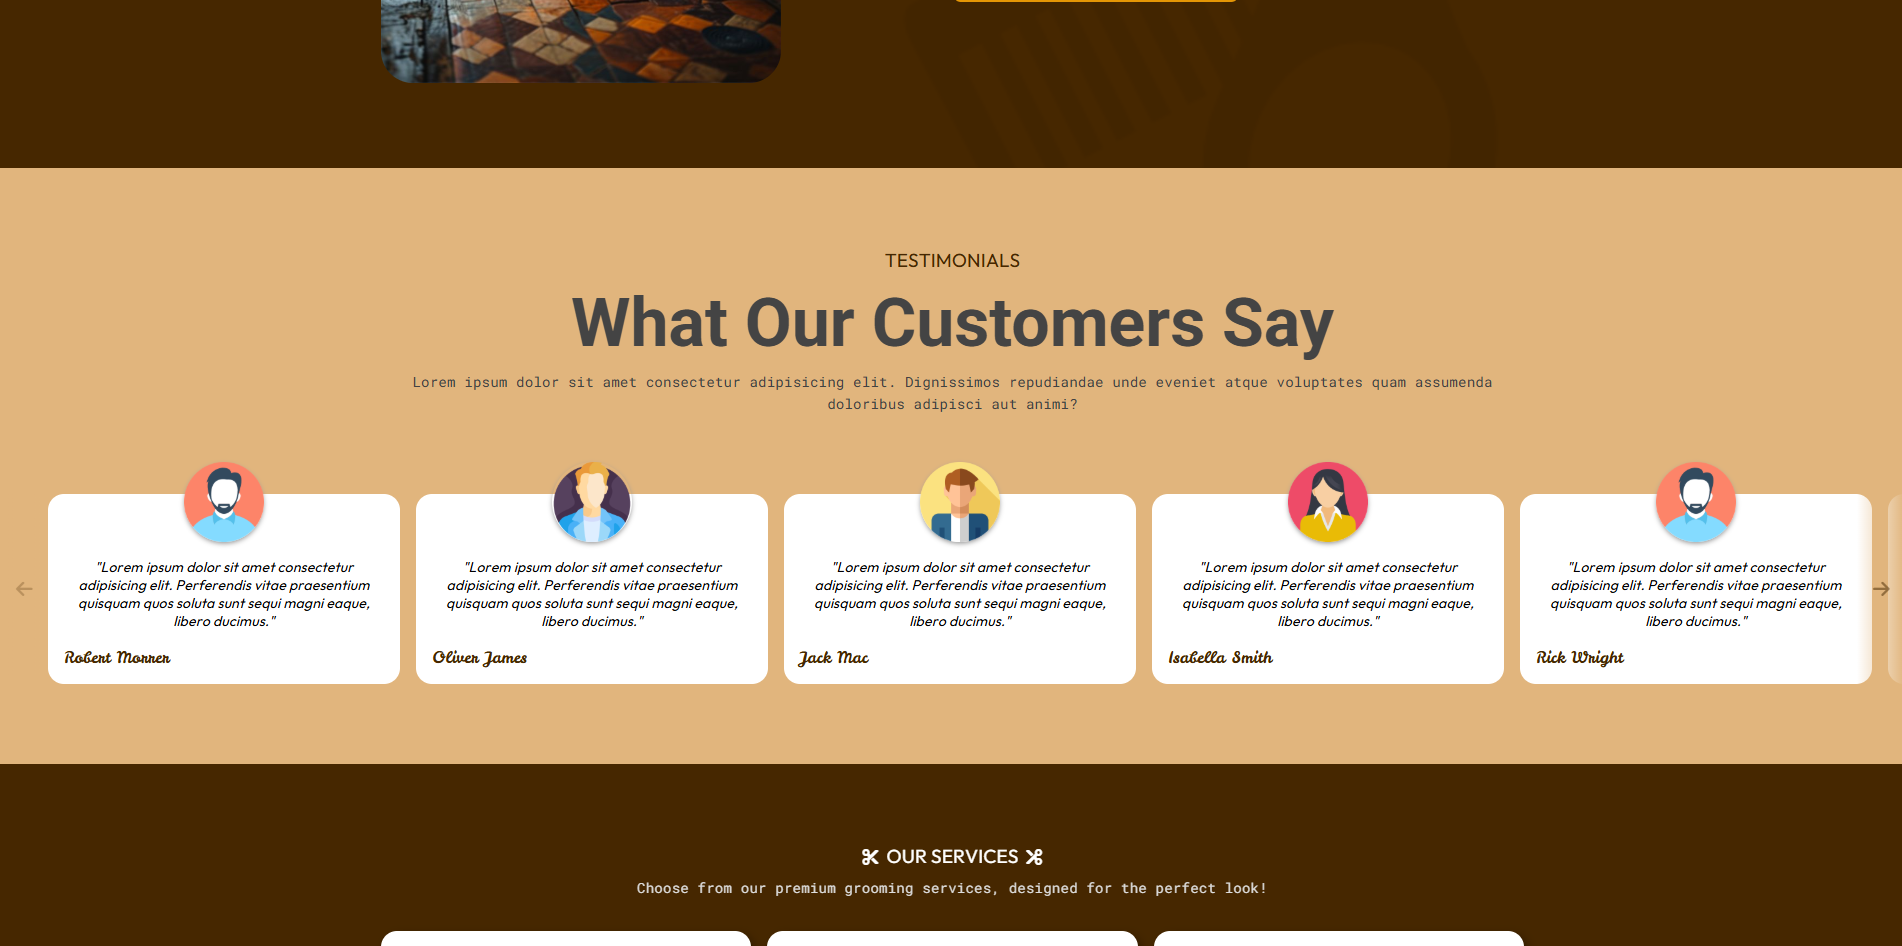 TESTIMONIALS
What Our Customers Say
Lorem ipsum dolor sit amet consectetur adipisicing elit. Dignissimos repudiandae unde eveniet atque voluptates quam assumenda
doloribus adipisci aut animi?
"Lorem ipsum dolor sit amet consectetur
adipisicing elit. Perferendis vitae praesentium
quisquam quos soluta sunt sequi magni eaque,
libero ducimus."
Robert Morrer
"Lorem ipsum dolor sit amet consectetur
adipisicing elit. Perferendis vitae praesentium
quisquam quos soluta sunt sequi magni eaque,
libero ducimus."
Oliver James
"Lorem ipsum dolor sit amet consectetur
adipisicing elit. Perferendis vitae praesentium
quisquam quos soluta sunt sequi magni eaque,
libero ducimus."
Jack Mac
"Lorem ipsum dolor sit amet consectetur
adipisicing elit. Perferendis vitae praesentium
quisquam quos soluta sunt sequi magni eaque,
libero ducimus."
Isabella Smith
"Lorem ipsum dolor sit amet consectetur
adipisicing elit. Perferendis vitae praesentium
quisquam quos soluta sunt sequi magni eaque,
libero ducimus."
Rick Wright
OUR SERVICES
Choose from our premium grooming services, designed for the perfect look!